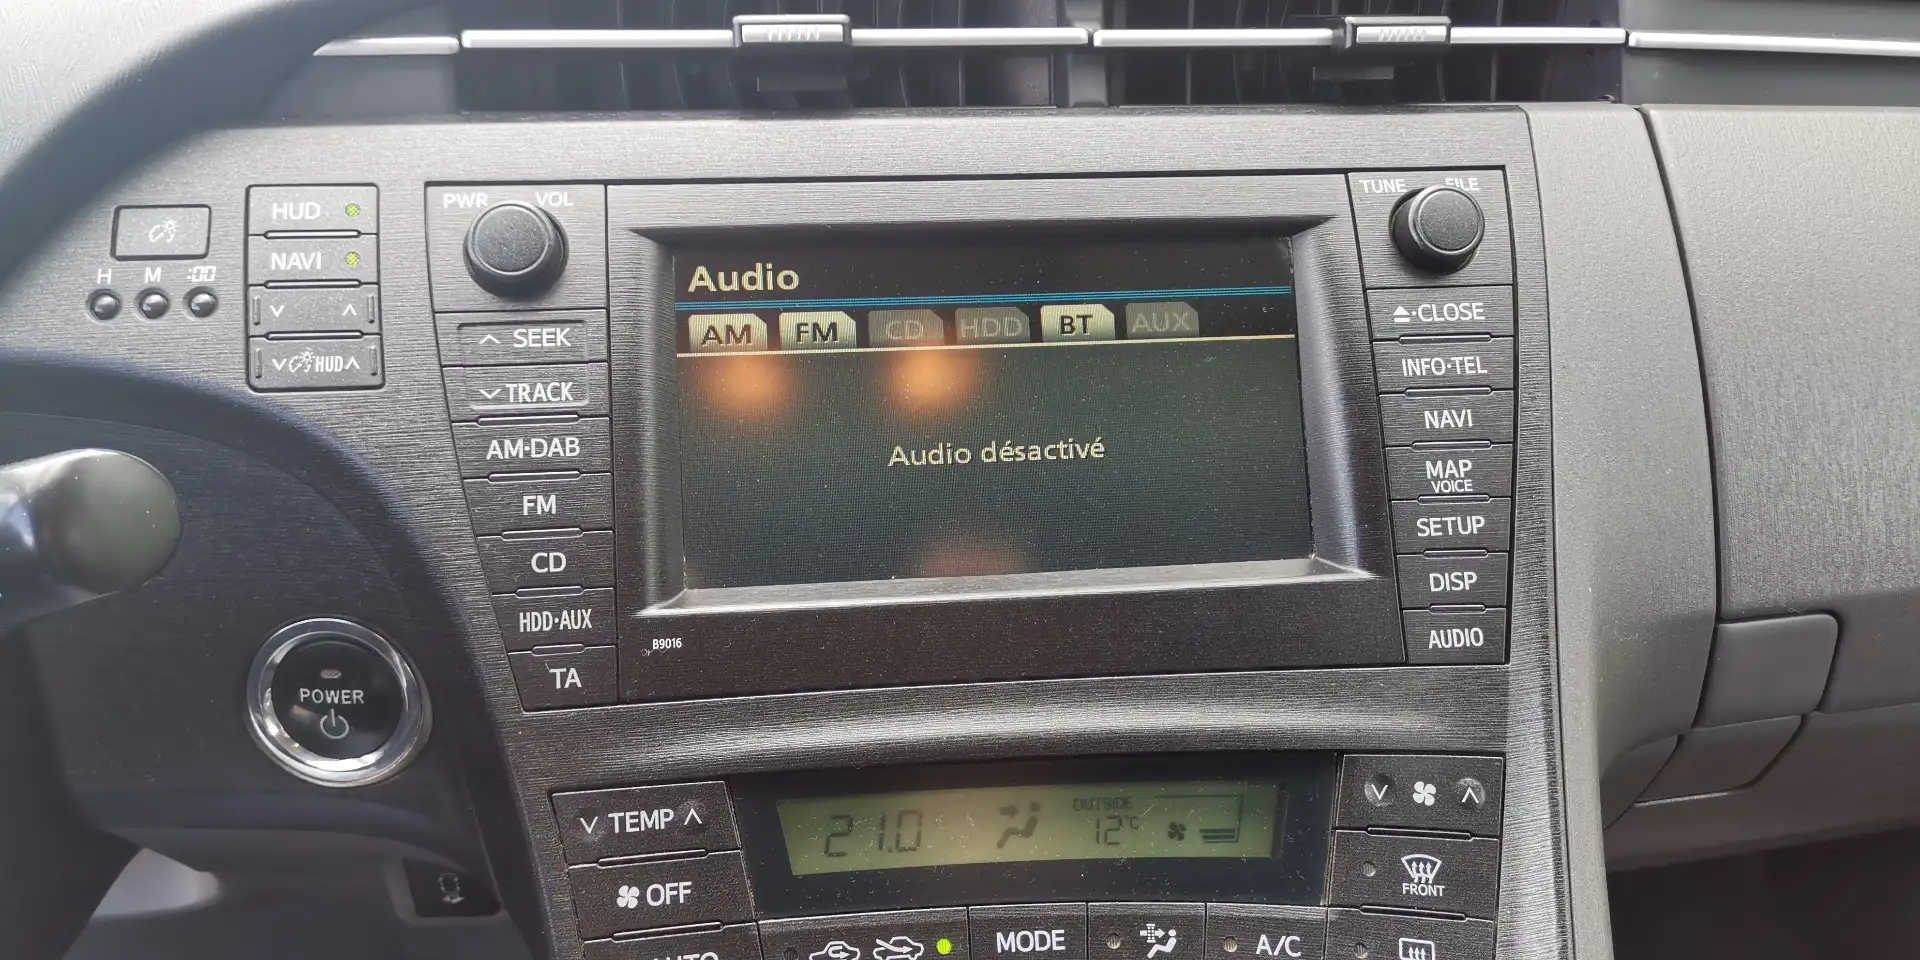 H M :00
HUD
NAVI
HUD
POWER
PWR VOL
SEEK
TRACK
AM·DAB
FM
CD
HDD·AUX
TA
Audio
AM FM CD HDD BT AUX
Audio désactivé
B9016
TUNE FILE
CLOSE
INFO·TEL
NAVI
MAP
VOICE
SETUP
DISP
AUDIO
TEMP
OFF
AUTO
21.0
OUTSIDE
12°C
FRONT
MODE
A/C